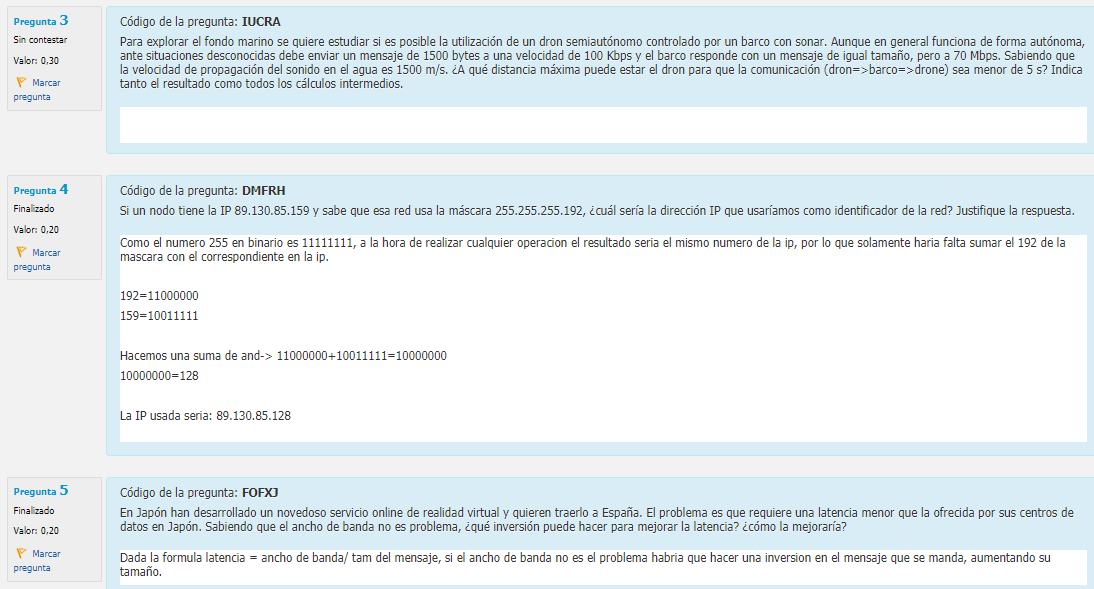 Pregunta 3
Sin contestar
Valor: 0,30
Marcar
pregunta
Código de la pregunta: IUCRA
Para explorar el fondo marino se quiere estudiar si es posible la utilización de un dron semiautónomo controlado por un barco con sonar. Aunque en general funciona de forma autónoma,
ante situaciones desconocidas debe enviar un mensaje de 1500 bytes a una velocidad de 100 Kbps y el barco responde con un mensaje de igual tamaño, pero a 70 Mbps. Sabiendo que
la velocidad de propagación del sonido en el agua es 1500 m/s. ¿A qué distancia máxima puede estar el dron para que la comunicación (dron=>barco=>drone) sea menor de 5 s? Indica
tanto el resultado como todos los cálculos intermedios.
Pregunta 4
Finalizado
Valor: 0,20
Marcar
pregunta
Código de la pregunta: DMFRH
Si un nodo tiene la IP 89.130.85.159 y sabe que esa red usa la máscara 255.255.255.192, ¿cuál sería la dirección IP que usaríamos como identificador de la red? Justifique la respuesta.
Como el numero 255 en binario es 11111111, a la hora de realizar cualquier operacion el resultado seria el mismo numero de la ip, por lo que solamente haria falta sumar el 192 de la
mascara con el correspondiente en la ip.
192=11000000
159=10011111
Hacemos una suma de and-> 11000000+10011111=10000000
10000000=128
La IP usada seria: 89.130.85.128
Pregunta 5
Finalizado
Valor: 0,20
Marcar
pregunta
Código de la pregunta: FOFXJ
En Japón han desarrollado un novedoso servicio online de realidad virtual y quieren traerlo a España. El problema es que requiere una latencia menor que la ofrecida por sus centros de
datos en Japón. Sabiendo que el ancho de banda no es problema, ¿qué inversión puede hacer para mejorar la latencia? ¿cómo la mejoraría?
Dada la formula latencia = ancho de banda/ tam del mensaje, si el ancho de banda no es el problema habria que hacer una inversion en el mensaje que se manda, aumentando su
tamaño.